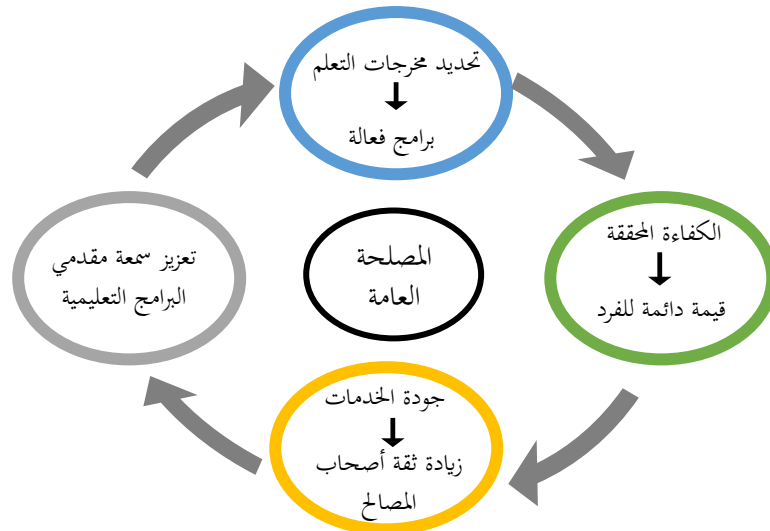 تحديد مخرجات التعلم
برامج فعالة
الكفاءة المحققة
قيمة دائمة للفرد
جودة الخدمات
زيادة ثقة أصحاب
المصالح
تعزيز سمعة مقدمي
البرامج التعليمية
المصلحة
العامة